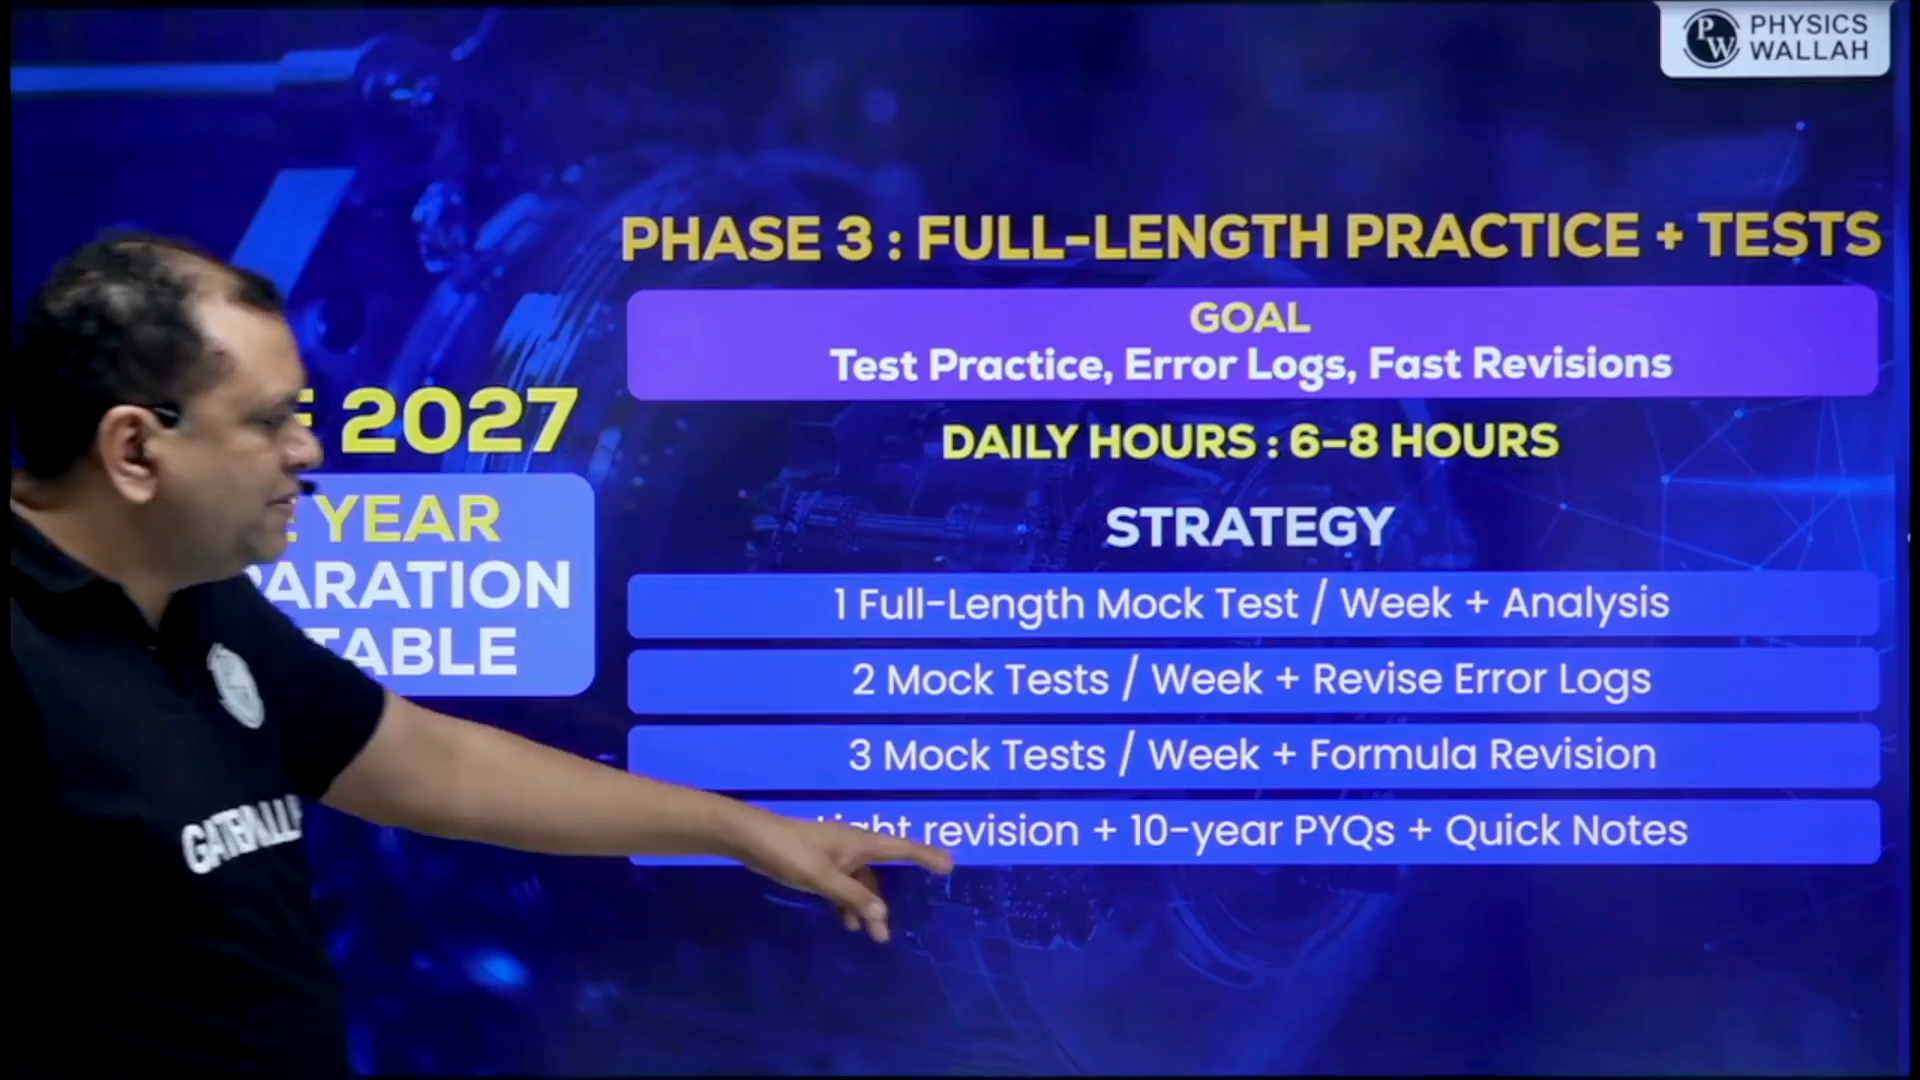 PHYSICS
WALLAH
PHASE 3 : FULL-LENGTH PRACTICE + TESTS
GOAL
Test Practice, Error Logs, Fast Revisions
2027
DAILY HOURS : 6–8 HOURS
YEAR
PARATION
TABLE
STRATEGY
1 Full-Length Mock Test / Week + Analysis
2 Mock Tests / Week + Revise Error Logs
3 Mock Tests / Week + Formula Revision
Light revision + 10-year PYQs + Quick Notes